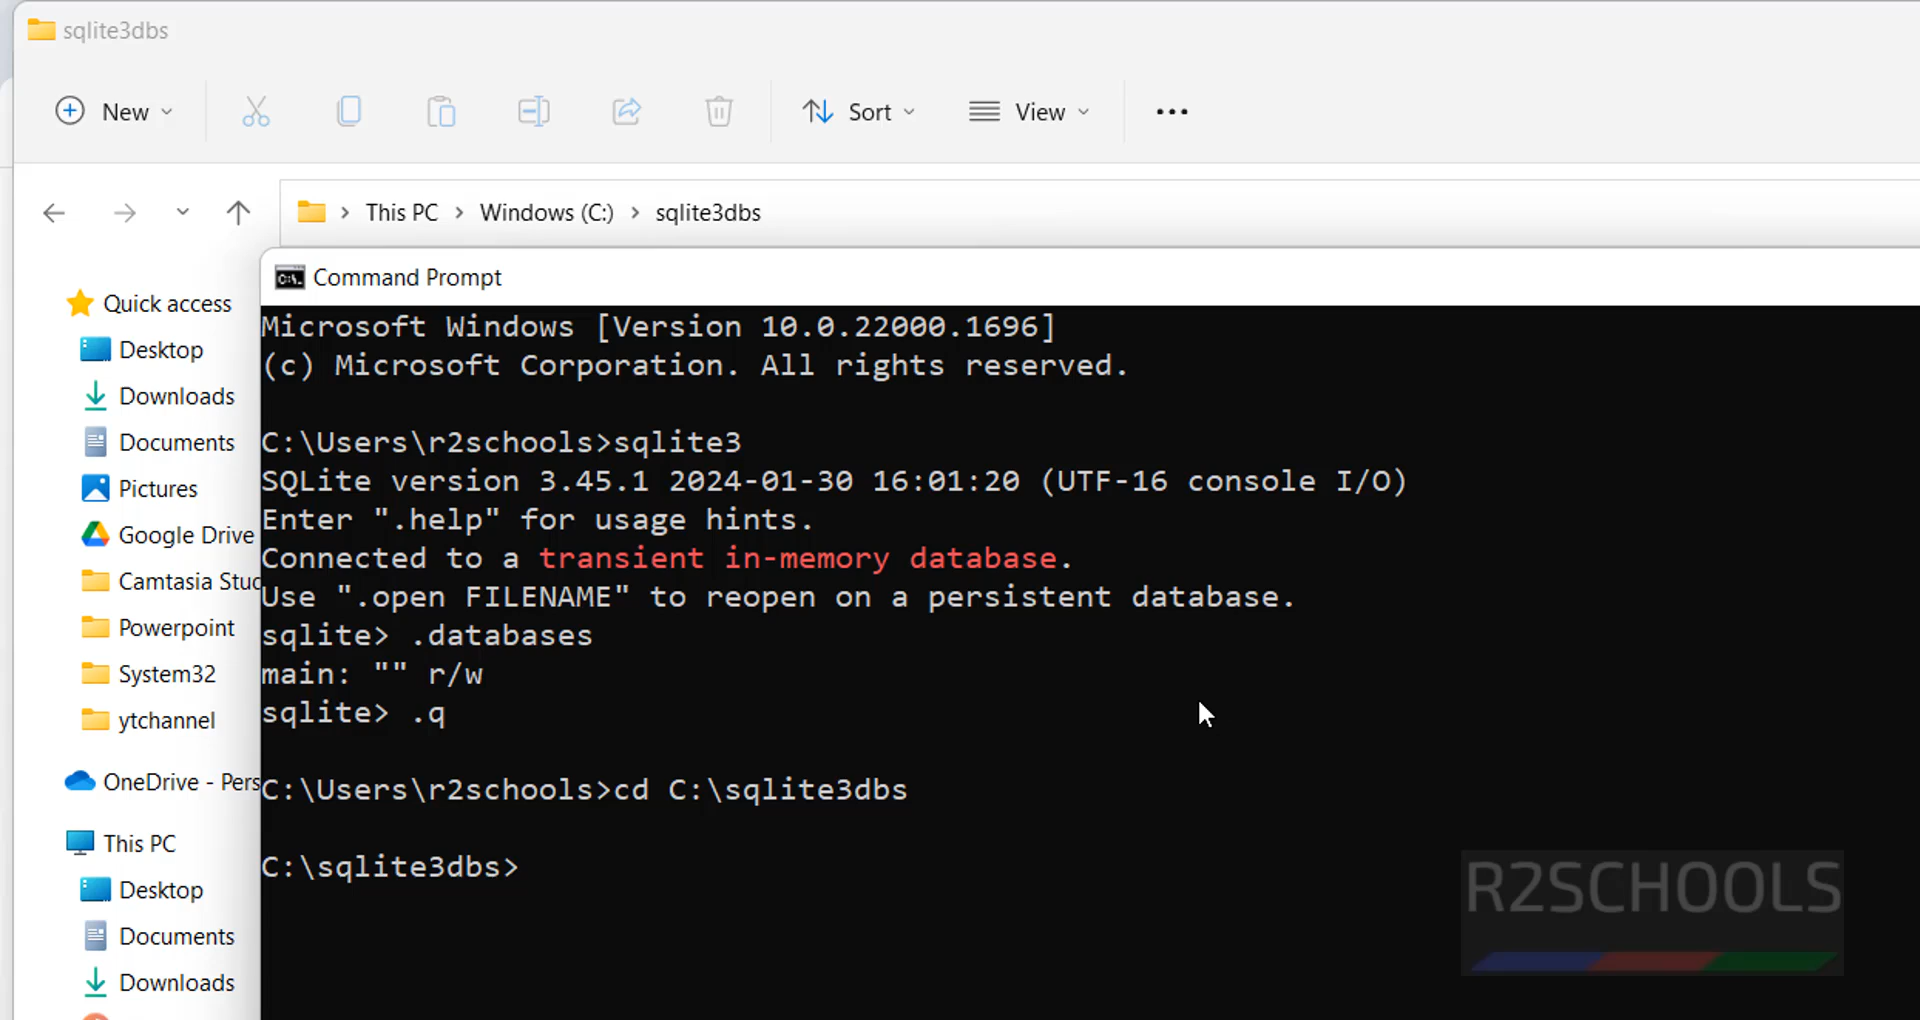 sqlite3dbs
New
Sort
View
This PC > Windows (C:) > sqlite3dbs
Command Prompt
Quick access
Desktop
Downloads
Documents
Pictures
Google Drive
Camtasia Stud
Powerpoint
System32
ytchannel
OneDrive - Pers
This PC
Desktop
Documents
Downloads
Microsoft Windows [Version 10.0.22000.1696]
(c) Microsoft Corporation. All rights reserved.
C:\Users\r2schools>sqlite3
SQLite version 3.45.1 2024-01-30 16:01:20 (UTF-16 console I/O)
Enter ".help" for usage hints.
Connected to a transient in-memory database.
Use ".open FILENAME" to reopen on a persistent database.
sqlite> .databases
main: "" r/w
sqlite> .q
C:\Users\r2schools>cd C:\sqlite3dbs
C:\sqlite3dbs>
R2SCHOOLS